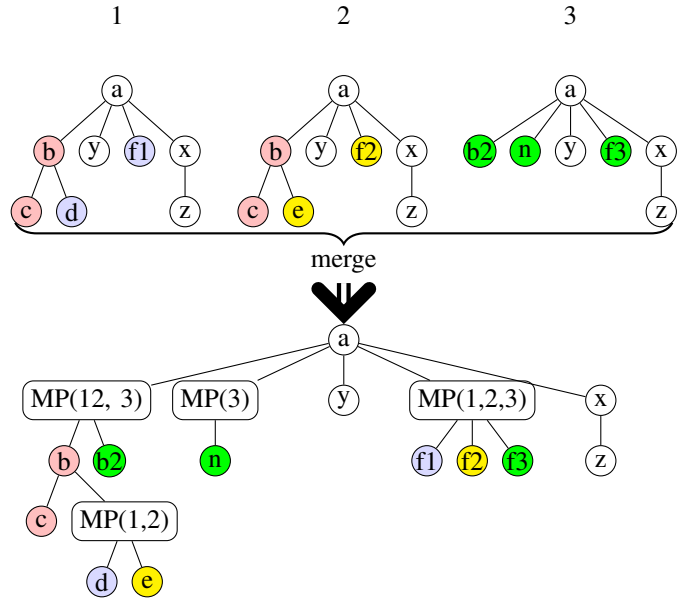 1 2 3
a a a
b y f1 x b y f2 x b2 n y f3 x
c d z c e z z
merge
a
MP(12, 3) MP(3) y MP(1,2,3) x
b b2 n f1 f2 f3 z
c MP(1,2)
d e